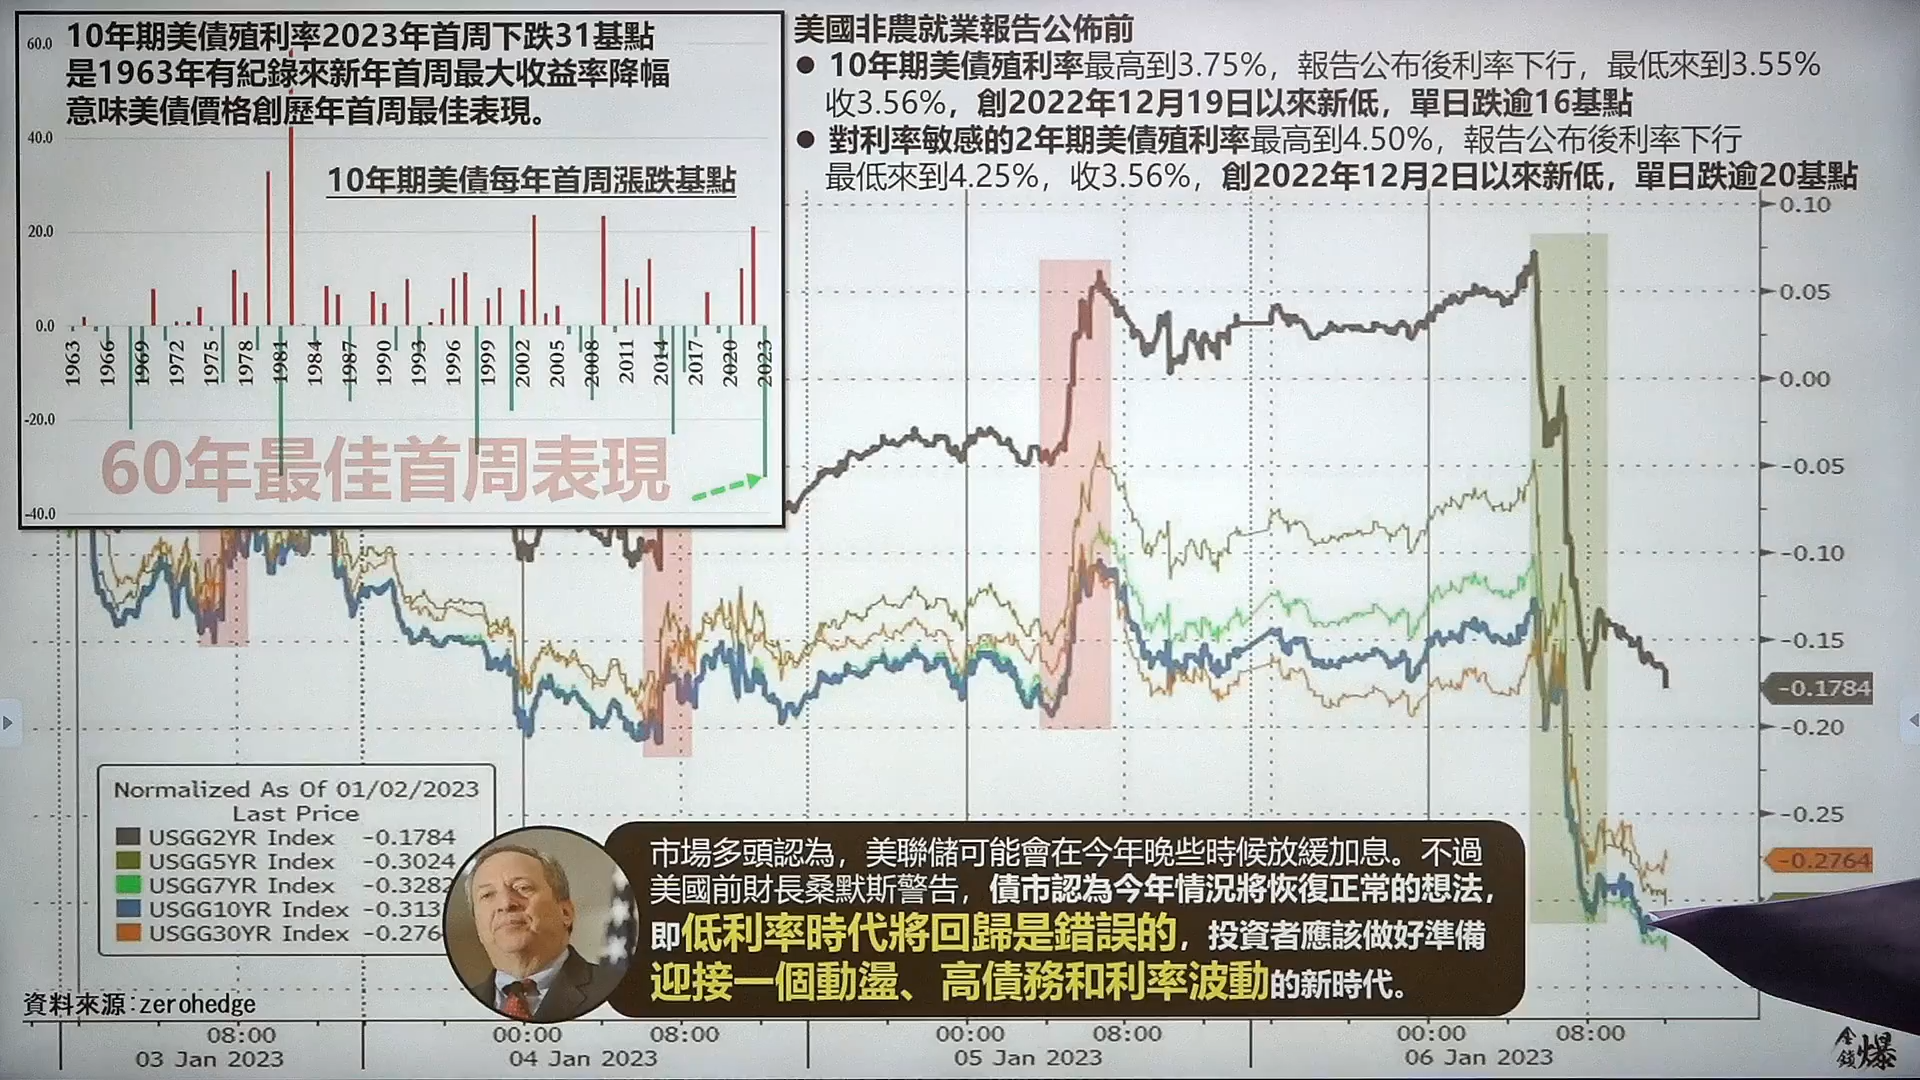 10年期美債殖利率2023年首周下跌31基點
是1963年有紀錄來新年首周最大收益率降幅
意味美債價格創歷年首周最佳表現。
10年期美債每年首周漲跌基點
60.0
40.0
20.0
0.0
-20.0
-40.0
1963 1966 1969 1972 1975 1978 1981 1984 1987 1990 1993 1996 1999 2002 2005 2008 2011 2014 2017 2020 2023
60年最佳首周表現
美國非農就業報告公佈前
● 10年期美債殖利率最高到3.75%，報告公布後利率下行，最低來到3.55%
收3.56%，創2022年12月19日以來新低，單日跌逾16基點
● 對利率敏感的2年期美債殖利率最高到4.50%，報告公布後利率下行
最低來到4.25%，收3.56%，創2022年12月2日以來新低，單日跌逾20基點
0.10
0.05
0.00
-0.05
-0.10
-0.15
-0.1784
-0.20
-0.25
-0.2764
Normalized As Of 01/02/2023
Last Price
USGG2YR Index -0.1784
USGG5YR Index -0.3024
USGG7YR Index -0.3282
USGG10YR Index -0.313
USGG30YR Index -0.276
市場多頭認為，美聯儲可能會在今年晚些時候放緩加息。不過
美國前財長桑默斯警告，債市認為今年情況將恢復正常的想法，
即低利率時代將回歸是錯誤的，投資者應該做好準備
迎接一個動盪、高債務和利率波動的新時代。
資料來源:zerohedge
08:00 00:00 08:00 00:00 08:00 00:00 08:00
03 Jan 2023 04 Jan 2023 05 Jan 2023 06 Jan 2023
金錢爆